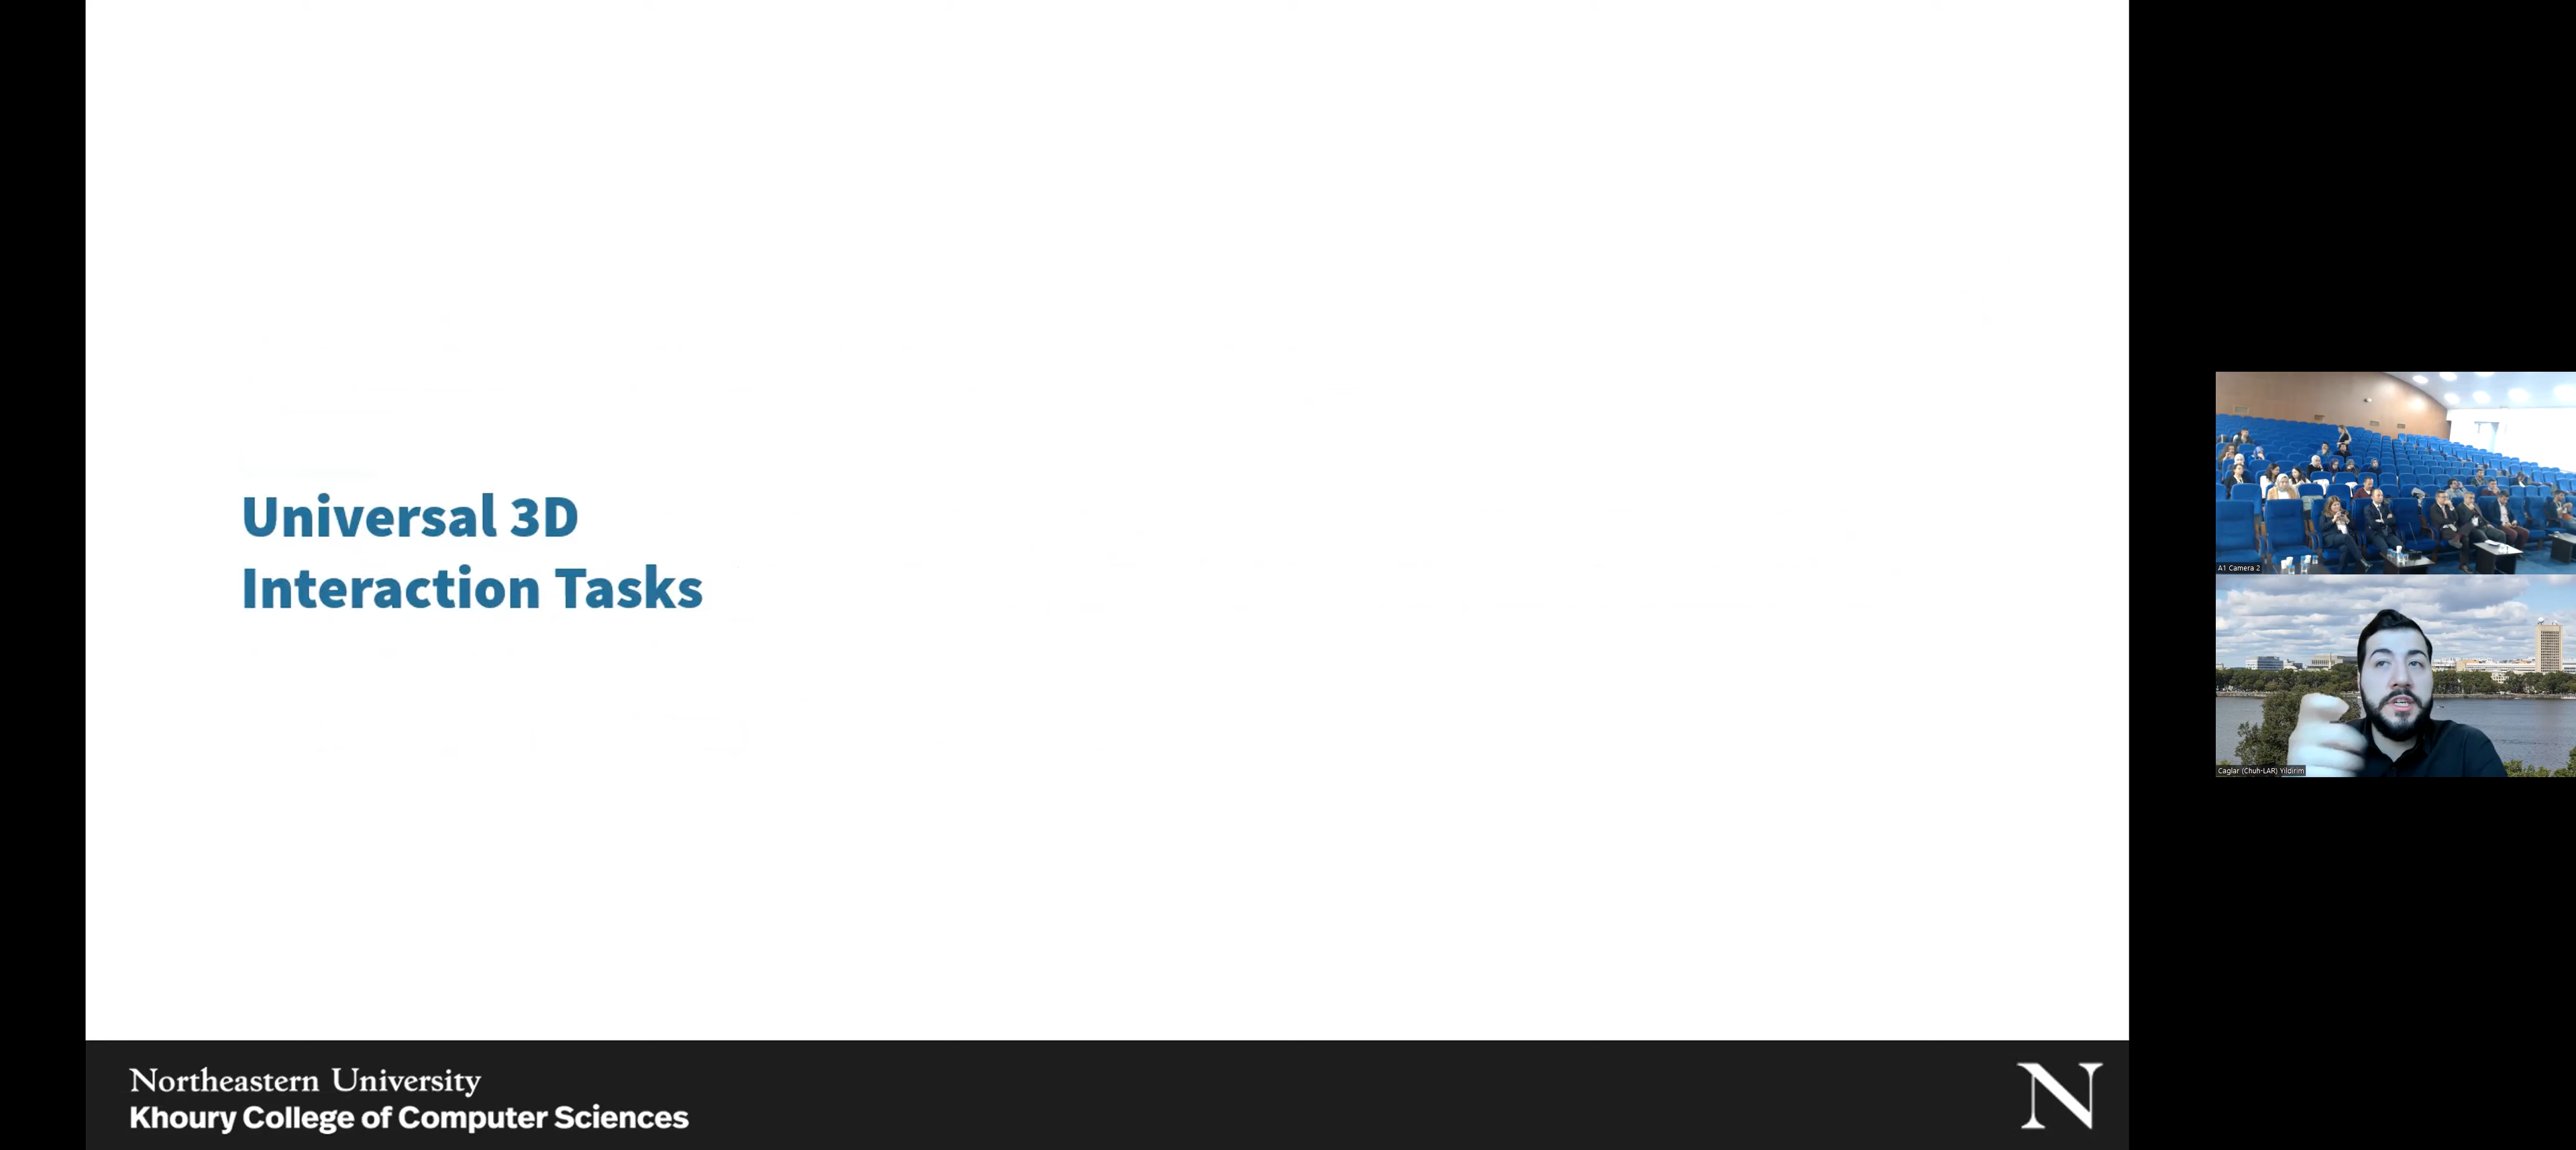 Universal 3D
Interaction Tasks
A1 Camera 2
Caglar (Chuh-LAR) Yildirim
Northeastern University
Khoury College of Computer Sciences
N